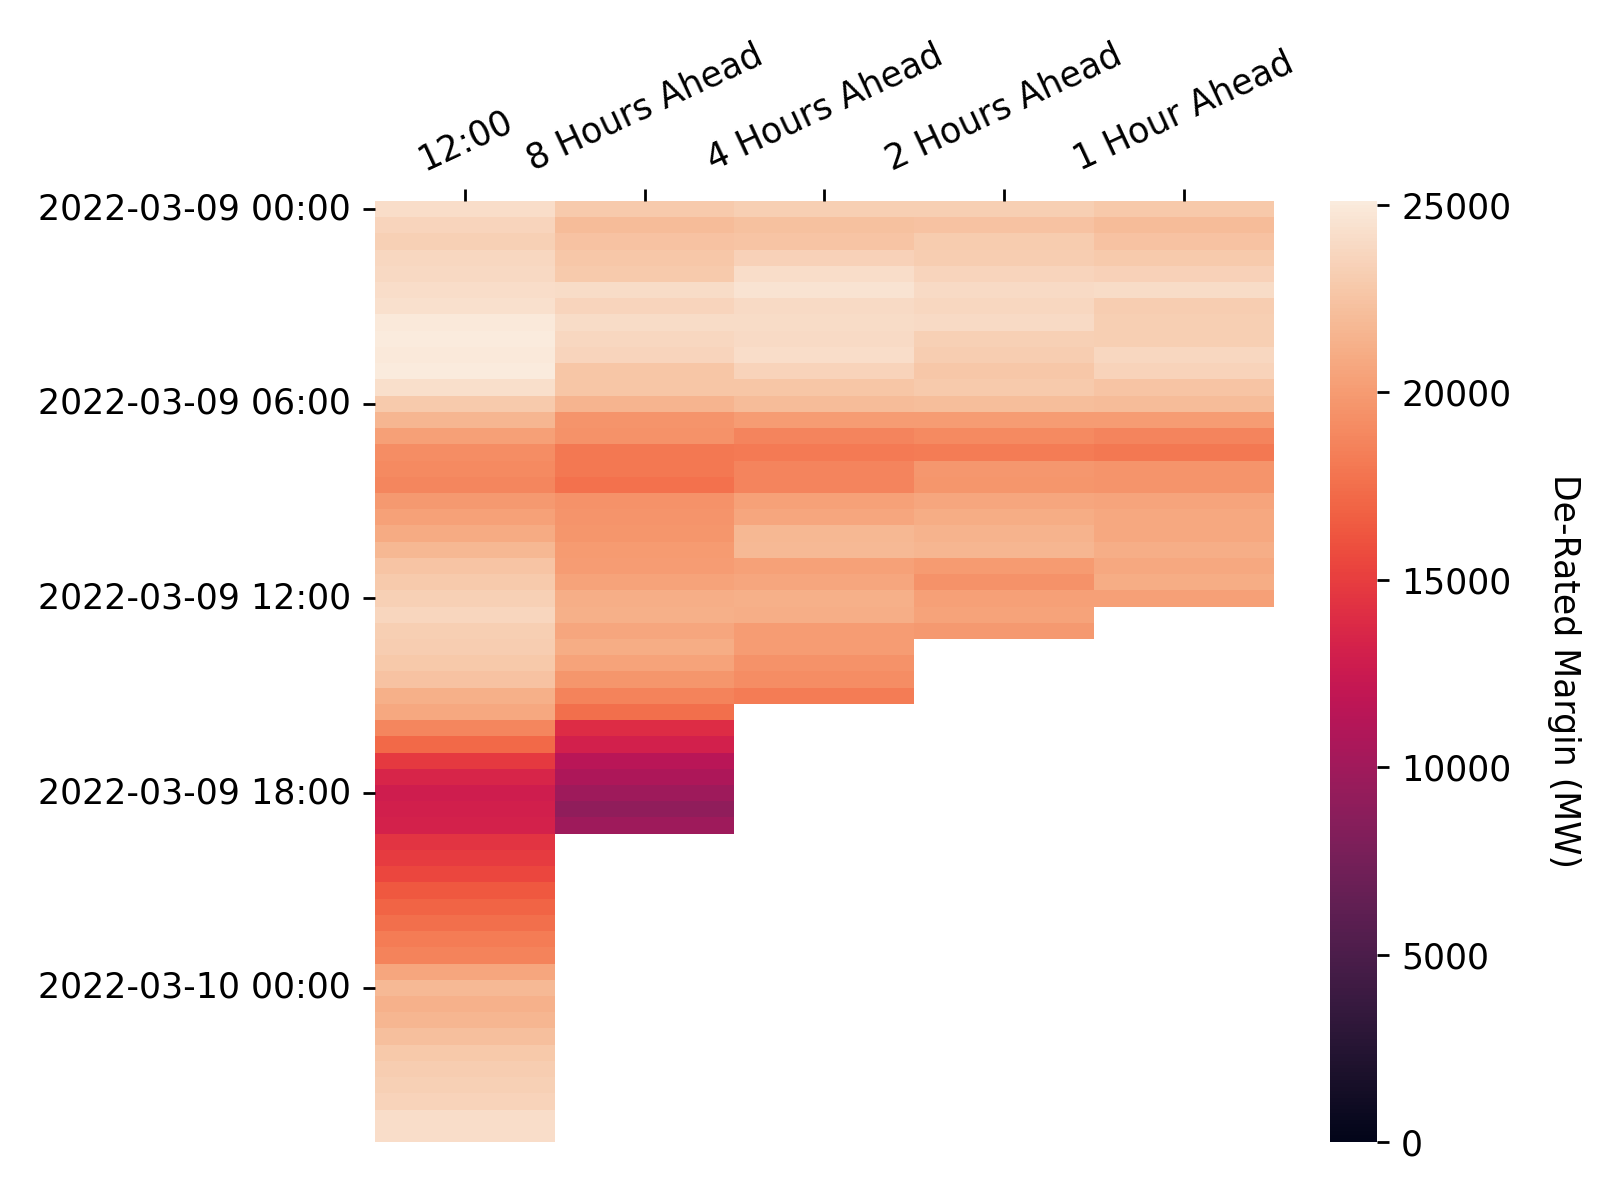 12:00
8 Hours Ahead
4 Hours Ahead
2 Hours Ahead
1 Hour Ahead
2022-03-09 00:00
2022-03-09 06:00
2022-03-09 12:00
2022-03-09 18:00
2022-03-10 00:00
25000
20000
15000
10000
5000
0
De-Rated Margin (MW)